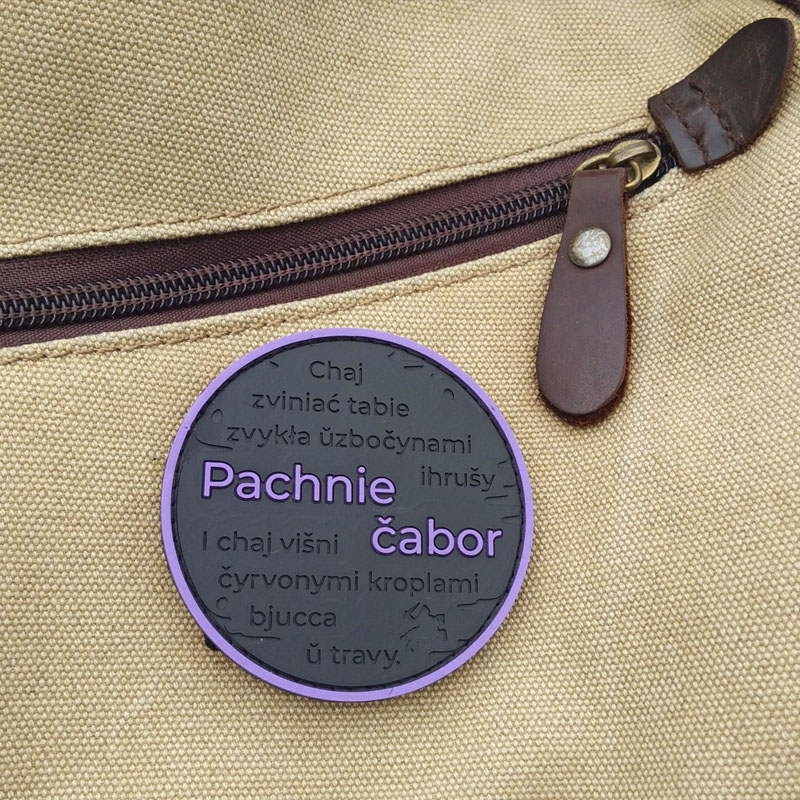 Chaj
zviniać tabie
zvykła ŭzbočynami
ihrušy
Pachnie
čabor
I chaj višni
čyrvonymi kroplami
bjucca
ŭ travy.